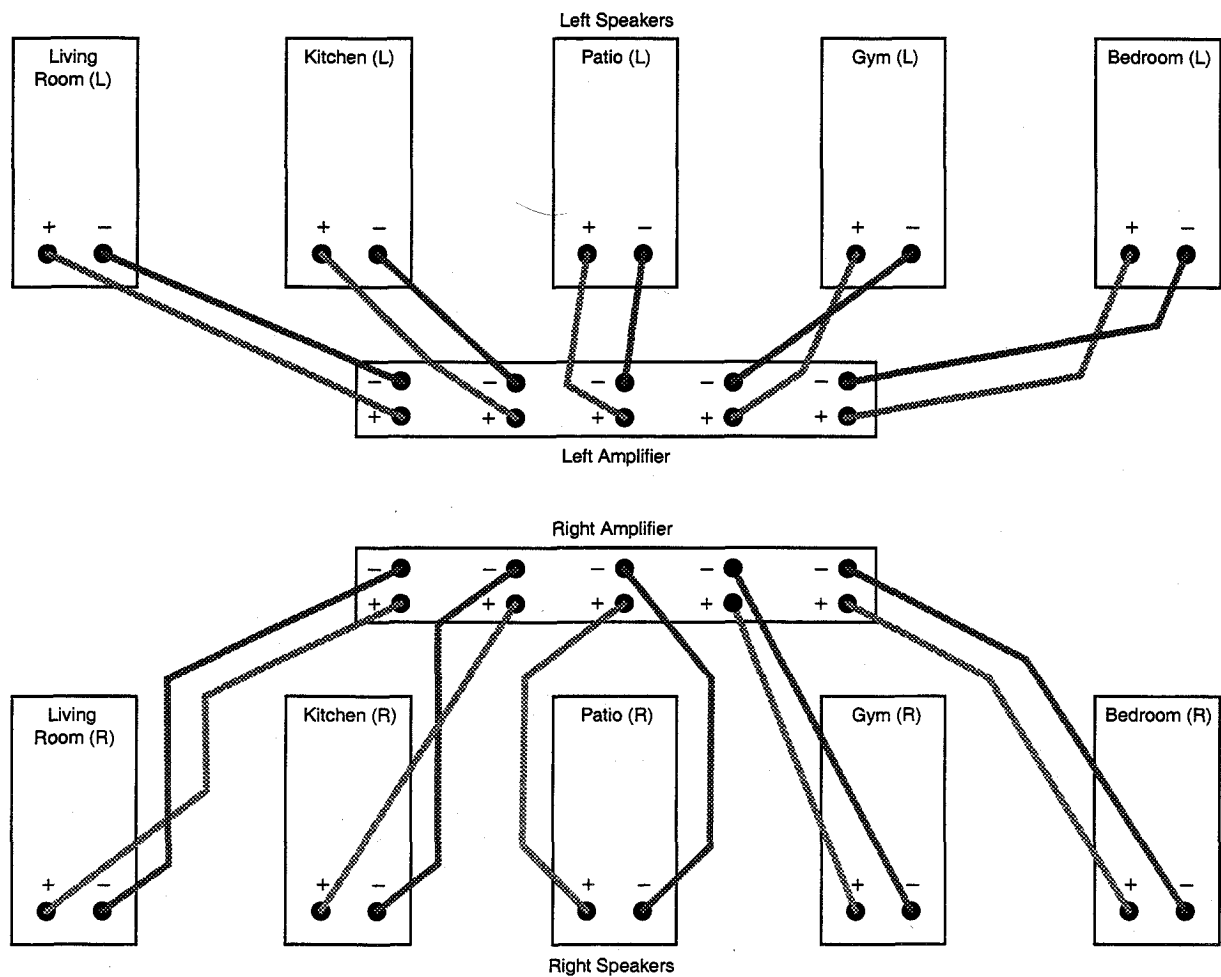 Left Speakers
Living
Room (L)
Kitchen (L)
Patio (L)
Gym (L)
Bedroom (L)
+ −
+ −
+ −
+ −
+ −
− − − − −
+ + + + +
Left Amplifier
Right Amplifier
− − − − −
+ + + + +
Living
Room (R)
Kitchen (R)
Patio (R)
Gym (R)
Bedroom (R)
+ −
+ −
+ −
+ −
+ −
Right Speakers